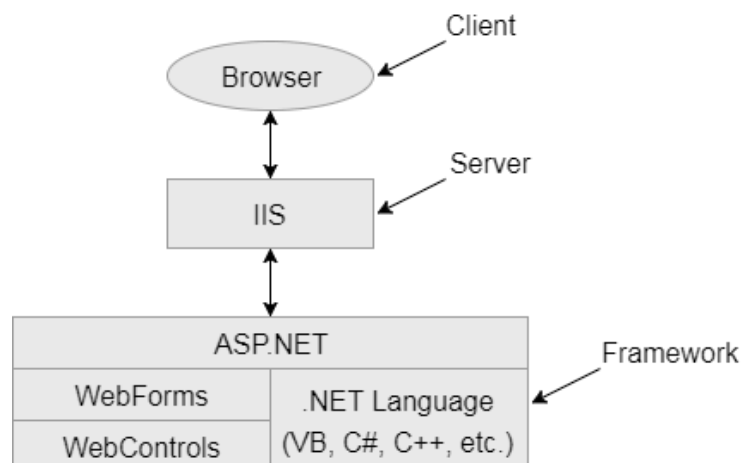 Client
Browser
Server
IIS
ASP.NET
Framework
WebForms
.NET Language
(VB, C#, C++, etc.)
WebControls